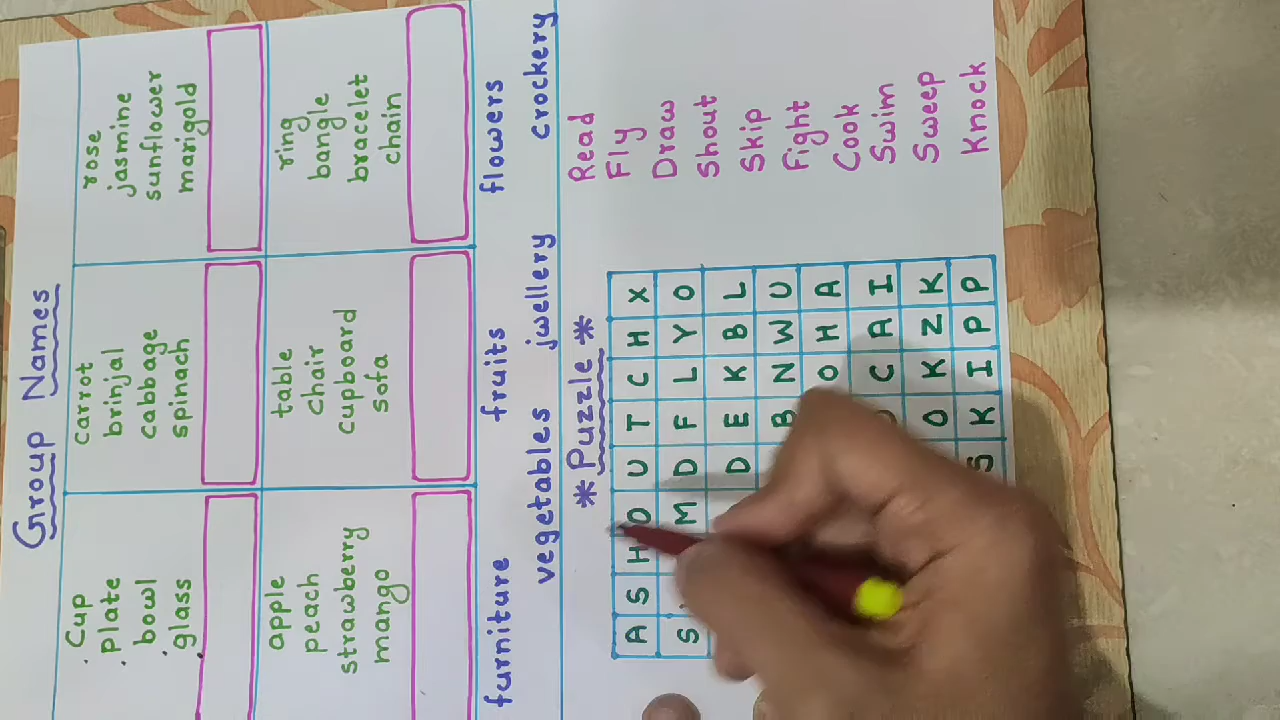 Group Names
Cup
plate
bowl
glass
carrot
brinjal
cabbage
spinach
rose
jasmine
sunflower
marigold
apple
peach
strawberry
mango
table
Chair
cupboard
sofa
ring
bangle
bracelet
chain
furniture fruits flowers
vegetables jwellery crockery
* Puzzle *
A S H O U T C H X
S M D F L Y O
D E K B L
B N W U
O H A
C A I
O K Z K
S K I P P
Read
Fly
Draw
Shout
Skip
Fight
Cook
Swim
Sweep
Knock